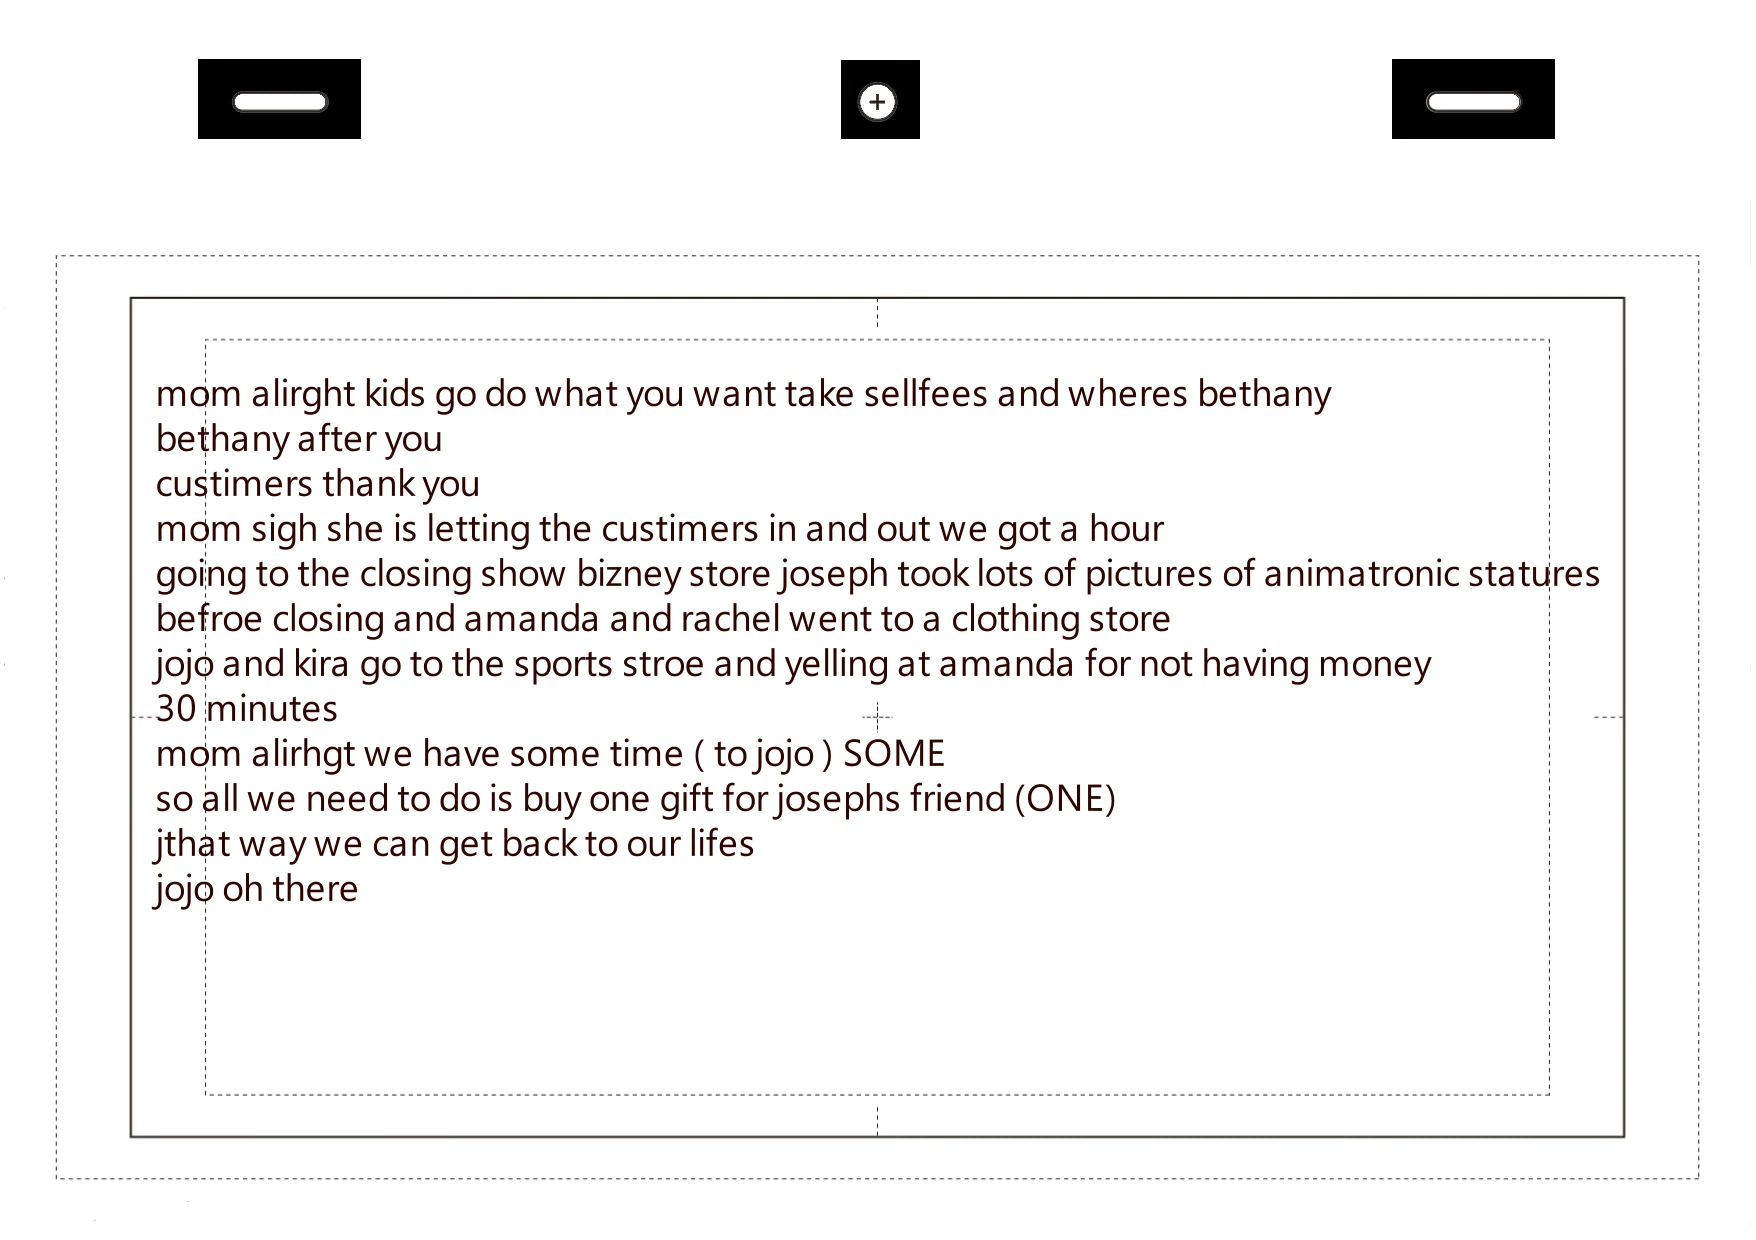 mom alirght kids go do what you want take sellfees and wheres bethany
bethany after you
custimers thank you
mom sigh she is letting the custimers in and out we got a hour
going to the closing show bizney store joseph took lots of pictures of animatronic statures
befroe closing and amanda and rachel went to a clothing store
jojo and kira go to the sports stroe and yelling at amanda for not having money
30 minutes
mom alirhgt we have some time ( to jojo ) SOME
so all we need to do is buy one gift for josephs friend (ONE)
jthat way we can get back to our lifes
jojo oh there